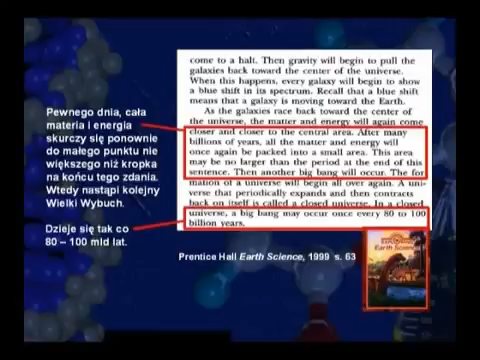 come to a halt. Then gravity will begin to pull the
galaxies back toward the center of the universe.
When this happens, every galaxy will begin to show
a blue shift in its spectrum. Recall that a blue shift
means that a galaxy is moving toward the Earth.
As the galaxies race back toward the center of
the universe, the matter and energy will again come
closer and closer to the central area. After many
billions of years, all the matter and energy will
once again be packed into a small area. This area
may be no larger than the period at the end of this
sentence. Then another big bang will occur. The for-
mation of a universe will begin all over again. A uni-
verse that periodically expands and then contracts
back on itself is called a closed universe. In a closed
universe, a big bang may occur once every 80 to 100
billion years.
Pewnego dnia, cała
materia i energia
skurczy się ponownie
do małego punktu nie
większego niż kropka
na końcu tego zdania.
Wtedy nastąpi kolejny
Wielki Wybuch.
Dzieje się tak co
80 – 100 mld lat.
Prentice Hall Earth Science, 1999 s. 63
Earth Science